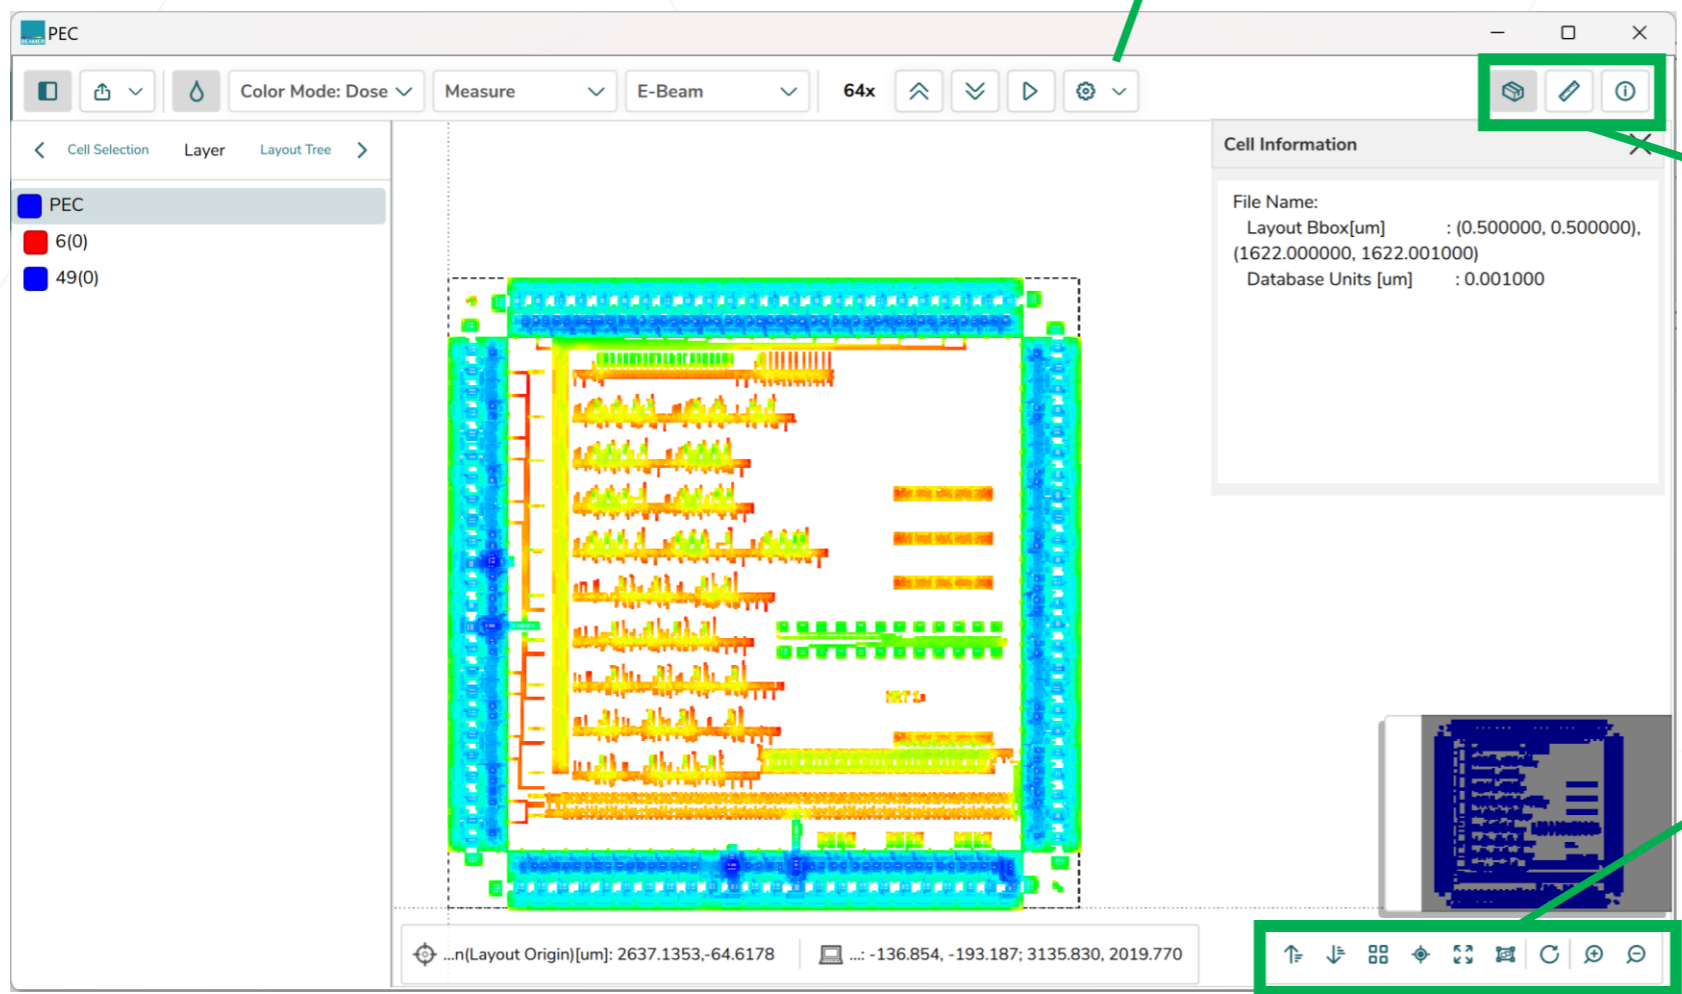 PEC
Color Mode: Dose
Measure
E-Beam
64x
Cell Selection
Layer
Layout Tree
PEC
6(0)
49(0)
Cell Information
File Name:
Layout Bbox[um] : (0.500000, 0.500000),
(1622.000000, 1622.001000)
Database Units [um] : 0.001000
...n(Layout Origin)[um]: 2637.1353,-64.6178
...: -136.854, -193.187; 3135.830, 2019.770